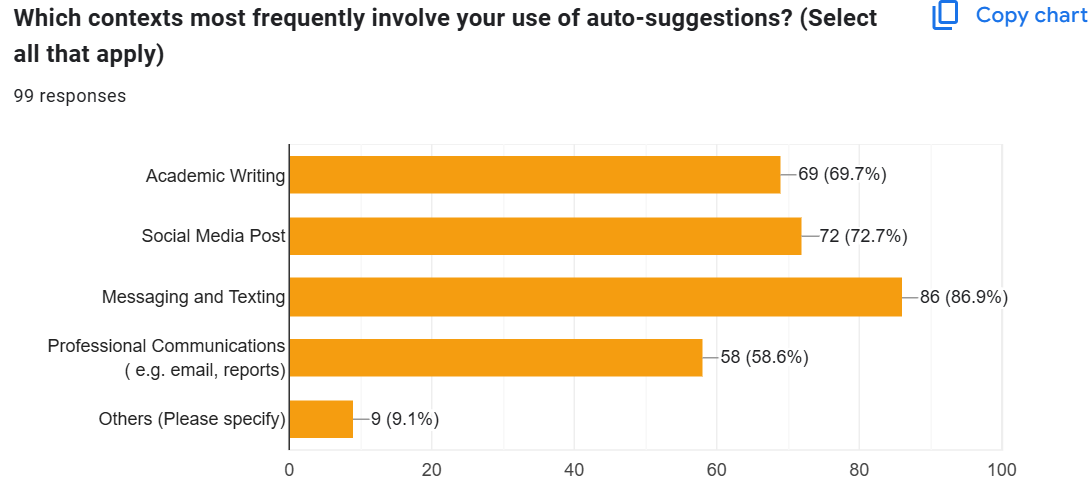 Which contexts most frequently involve your use of auto-suggestions? (Select
all that apply)
Copy chart
99 responses
Academic Writing
69 (69.7%)
Social Media Post
72 (72.7%)
Messaging and Texting
86 (86.9%)
Professional Communications
( e.g. email, reports)
58 (58.6%)
Others (Please specify)
9 (9.1%)
0 20 40 60 80 100